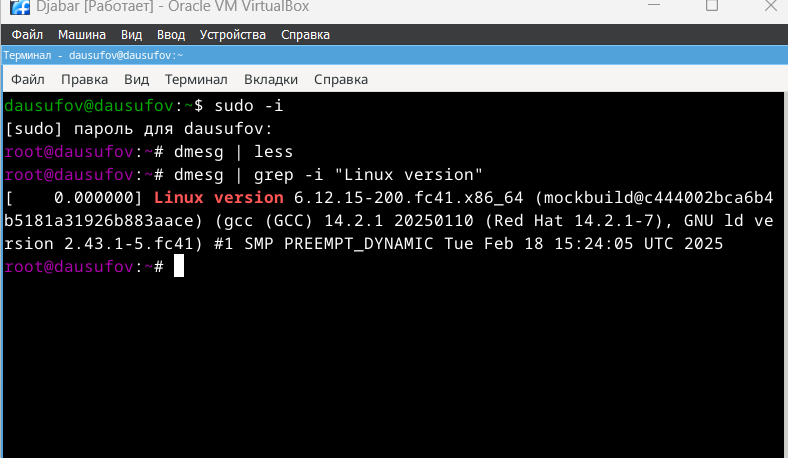 Djabar [Работает] - Oracle VM VirtualBox
Файл Машина Вид Ввод Устройства Справка
Терминал - dausufov@dausufov:~
Файл Правка Вид Терминал Вкладки Справка
dausufov@dausufov:~$ sudo -i
[sudo] пароль для dausufov:
root@dausufov:~# dmesg | less
root@dausufov:~# dmesg | grep -i "Linux version"
[    0.000000] Linux version 6.12.15-200.fc41.x86_64 (mockbuild@c444002bca6b4
b5181a31926b883aace) (gcc (GCC) 14.2.1 20250110 (Red Hat 14.2.1-7), GNU ld ve
rsion 2.43.1-5.fc41) #1 SMP PREEMPT_DYNAMIC Tue Feb 18 15:24:05 UTC 2025
root@dausufov:~#